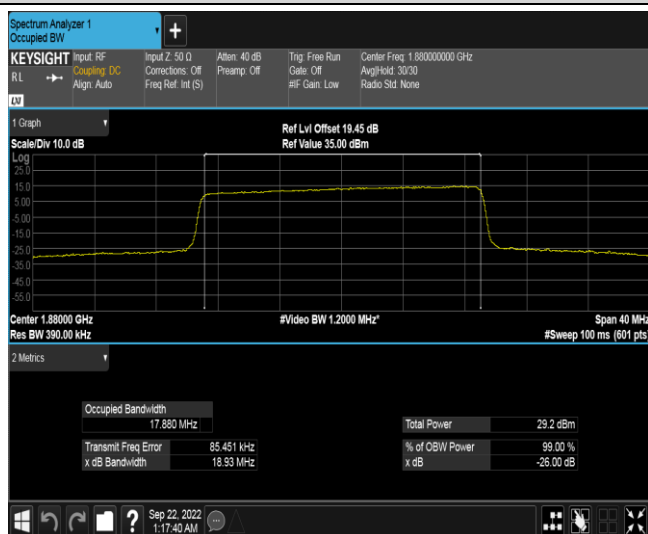 Spectrum Analyzer 1
Occupied BW
+
KEYSIGHT
R L
LXI
Input: RF
Coupling: DC
Align: Auto
Input Z: 50 Ω
Corrections: Off
Freq Ref: Int (S)
Atten: 40 dB
Preamp: Off
Trig: Free Run
Gate: Off
#IF Gain: Low
Center Freq: 1.880000000 GHz
Avg|Hold: 30/30
Radio Std: None
1 Graph
Scale/Div 10.0 dB
Ref Lvl Offset 19.45 dB
Ref Value 35.00 dBm
Log
25.0
15.0
5.00
-5.00
-15.0
-25.0
-35.0
-45.0
-55.0
Center 1.88000 GHz
Res BW 390.00 kHz
#Video BW 1.2000 MHz*
Span 40 MHz
#Sweep 100 ms (601 pts)
2 Metrics
Occupied Bandwidth
17.880 MHz
Transmit Freq Error 85.451 kHz
x dB Bandwidth 18.93 MHz
Total Power 29.2 dBm
% of OBW Power 99.00 %
x dB -26.00 dB
?
Sep 22, 2022
1:17:40 AM